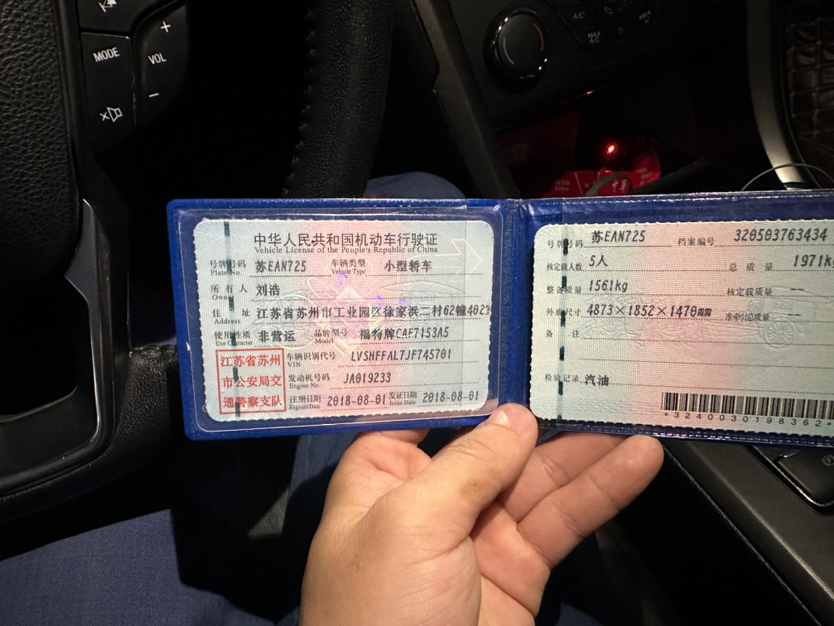 MODE
VOL
+
−
A/C
MAX
A/C
MAX
中华人民共和国机动车行驶证
Vehicle License of the People's Republic of China
号牌号码 苏EAN725 车辆类型 小型轿车
Plate No. Vehicle Type
所有人 刘浩
Owner
住址 江苏省苏州市工业园区徐家浜二村62幢402室
Address
使用性质 非营运 品牌型号 福特牌CAF7153A5
Use Character Model
江苏省苏州
市公安局交
通警察支队
车辆识别代号 LVSHFFAL7JF745701
VIN
发动机号码 JA019233
Engine No.
注册日期 2018-08-01 发证日期 2018-08-01
Register Date Issue Date
号牌号码 苏EAN725 档案编号 320503763434
核定载人数 5人 总质量 1971k
整备质量 1561kg 核定载质量 --
外廓尺寸 4873×1852×1470mm 准牵引总质量 --
备注
检验记录 汽油
*3240030198362*